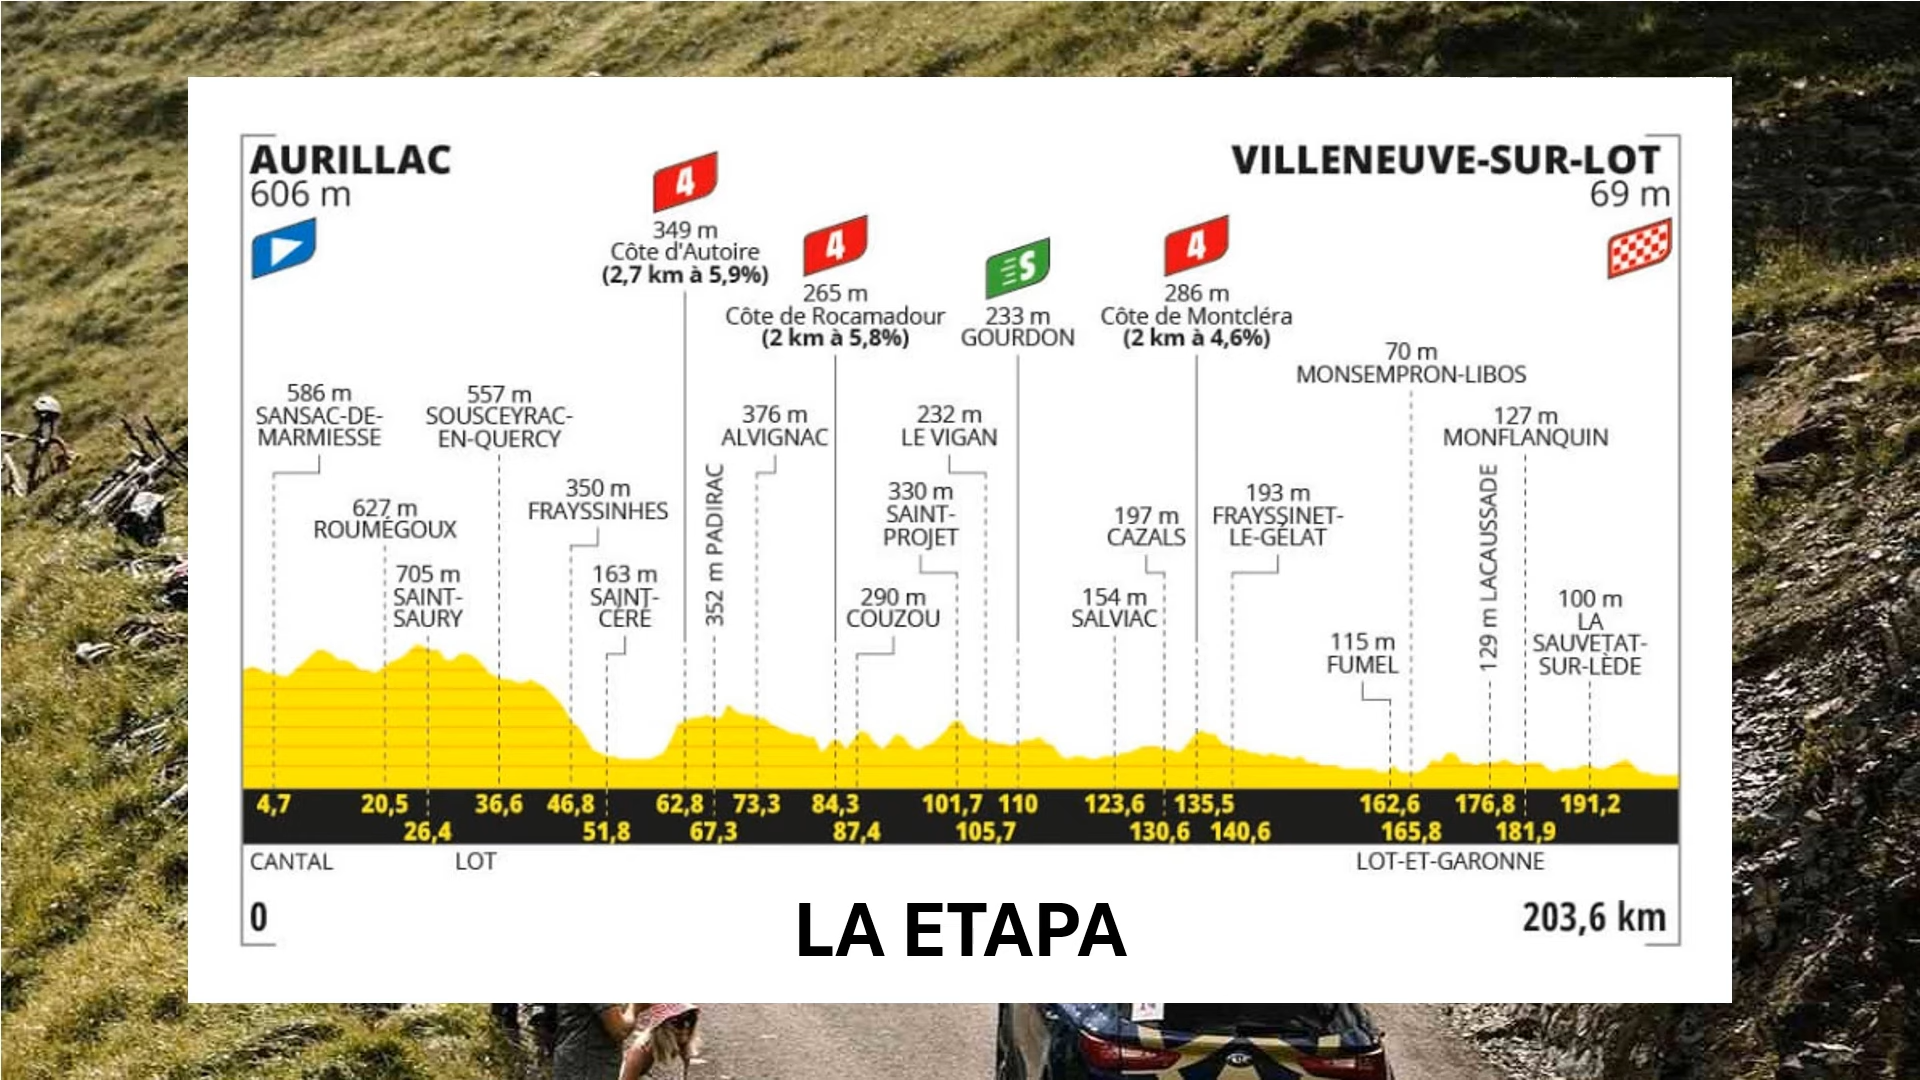 AURILLAC
606 m
VILLENEUVE-SUR-LOT
69 m
4
349 m
Côte d'Autoire
(2,7 km à 5,9%)
4
265 m
Côte de Rocamadour
(2 km à 5,8%)
S
233 m
GOURDON
4
286 m
Côte de Montcléra
(2 km à 4,6%)
70 m
MONSEMPRON-LIBOS
586 m
SANSAC-DE-
MARMIESSE
557 m
SOUSCEYRAC-
EN-QUERCY
376 m
ALVIGNAC
232 m
LE VIGAN
127 m
MONFLANQUIN
627 m
ROUMÉGOUX
350 m
FRAYSSINHES
352 m PADIRAC
330 m
SAINT-
PROJET
197 m
CAZALS
193 m
FRAYSSINET-
LE-GÉLAT
129 m LACAUSSADE
705 m
SAINT-
SAURY
163 m
SAINT-
CÉRÉ
290 m
COUZOU
154 m
SALVIAC
115 m
FUMEL
100 m
LA
SAUVETAT-
SUR-LÈDE
4,7 20,5 36,6 46,8 62,8 73,3 84,3 101,7 110 123,6 135,5 162,6 176,8 191,2
26,4 51,8 67,3 87,4 105,7 130,6 140,6 165,8 181,9
CANTAL LOT LOT-ET-GARONNE
0
203,6 km
LA ETAPA